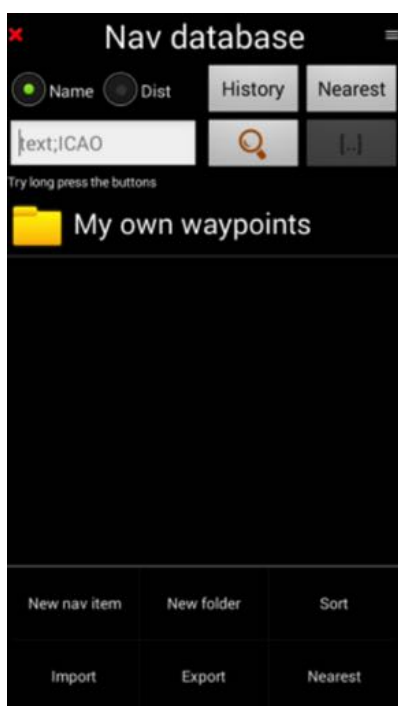 Nav database
Name Dist History Nearest
text;ICAO [..]
Try long press the buttons
My own waypoints
New nav item New folder Sort
Import Export Nearest